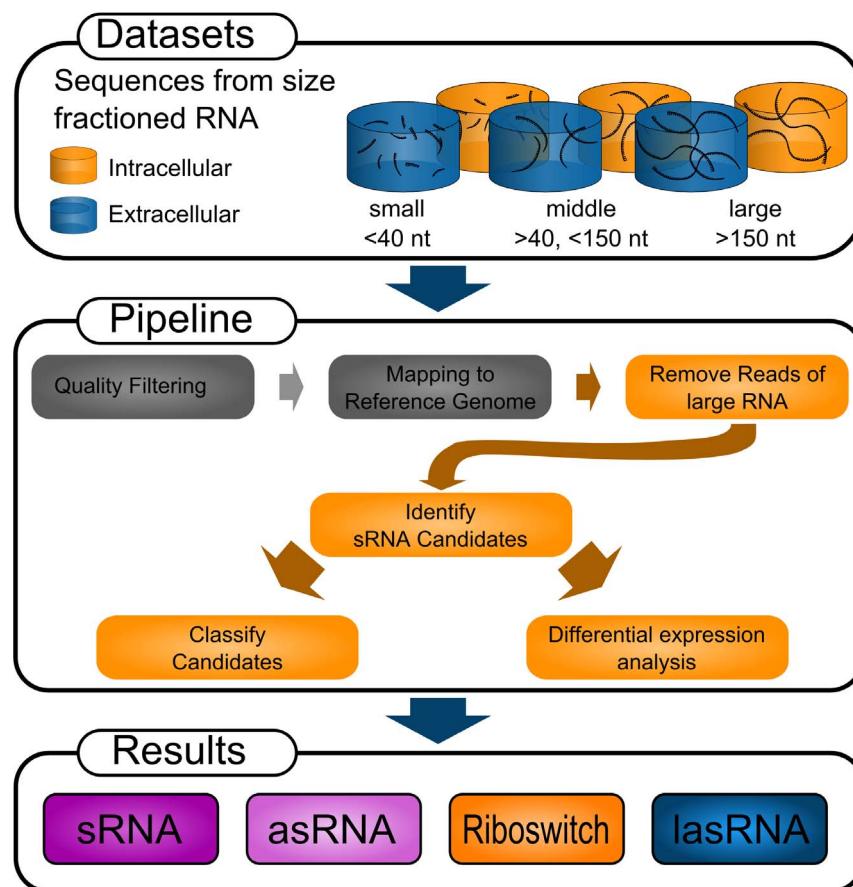 Datasets
Sequences from size
fractioned RNA
Intracellular
Extracellular
small
<40 nt
middle
>40, <150 nt
large
>150 nt
Pipeline
Quality Filtering
Mapping to
Reference Genome
Remove Reads of
large RNA
Identify
sRNA Candidates
Classify
Candidates
Differential expression
analysis
Results
sRNA
asRNA
Riboswitch
lasRNA